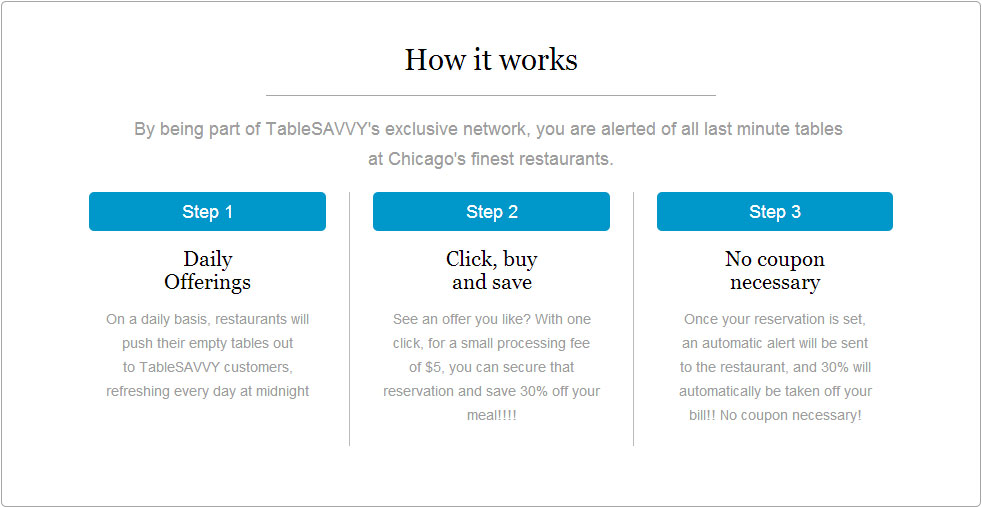 How it works
By being part of TableSAVVY's exclusive network, you are alerted of all last minute tables
at Chicago's finest restaurants.
Step 1
Daily
Offerings
On a daily basis, restaurants will
push their empty tables out
to TableSAVVY customers,
refreshing every day at midnight
Step 2
Click, buy
and save
See an offer you like? With one
click, for a small processing fee
of $5, you can secure that
reservation and save 30% off your
meal!!!!
Step 3
No coupon
necessary
Once your reservation is set,
an automatic alert will be sent
to the restaurant, and 30% will
automatically be taken off your
bill!! No coupon necessary!